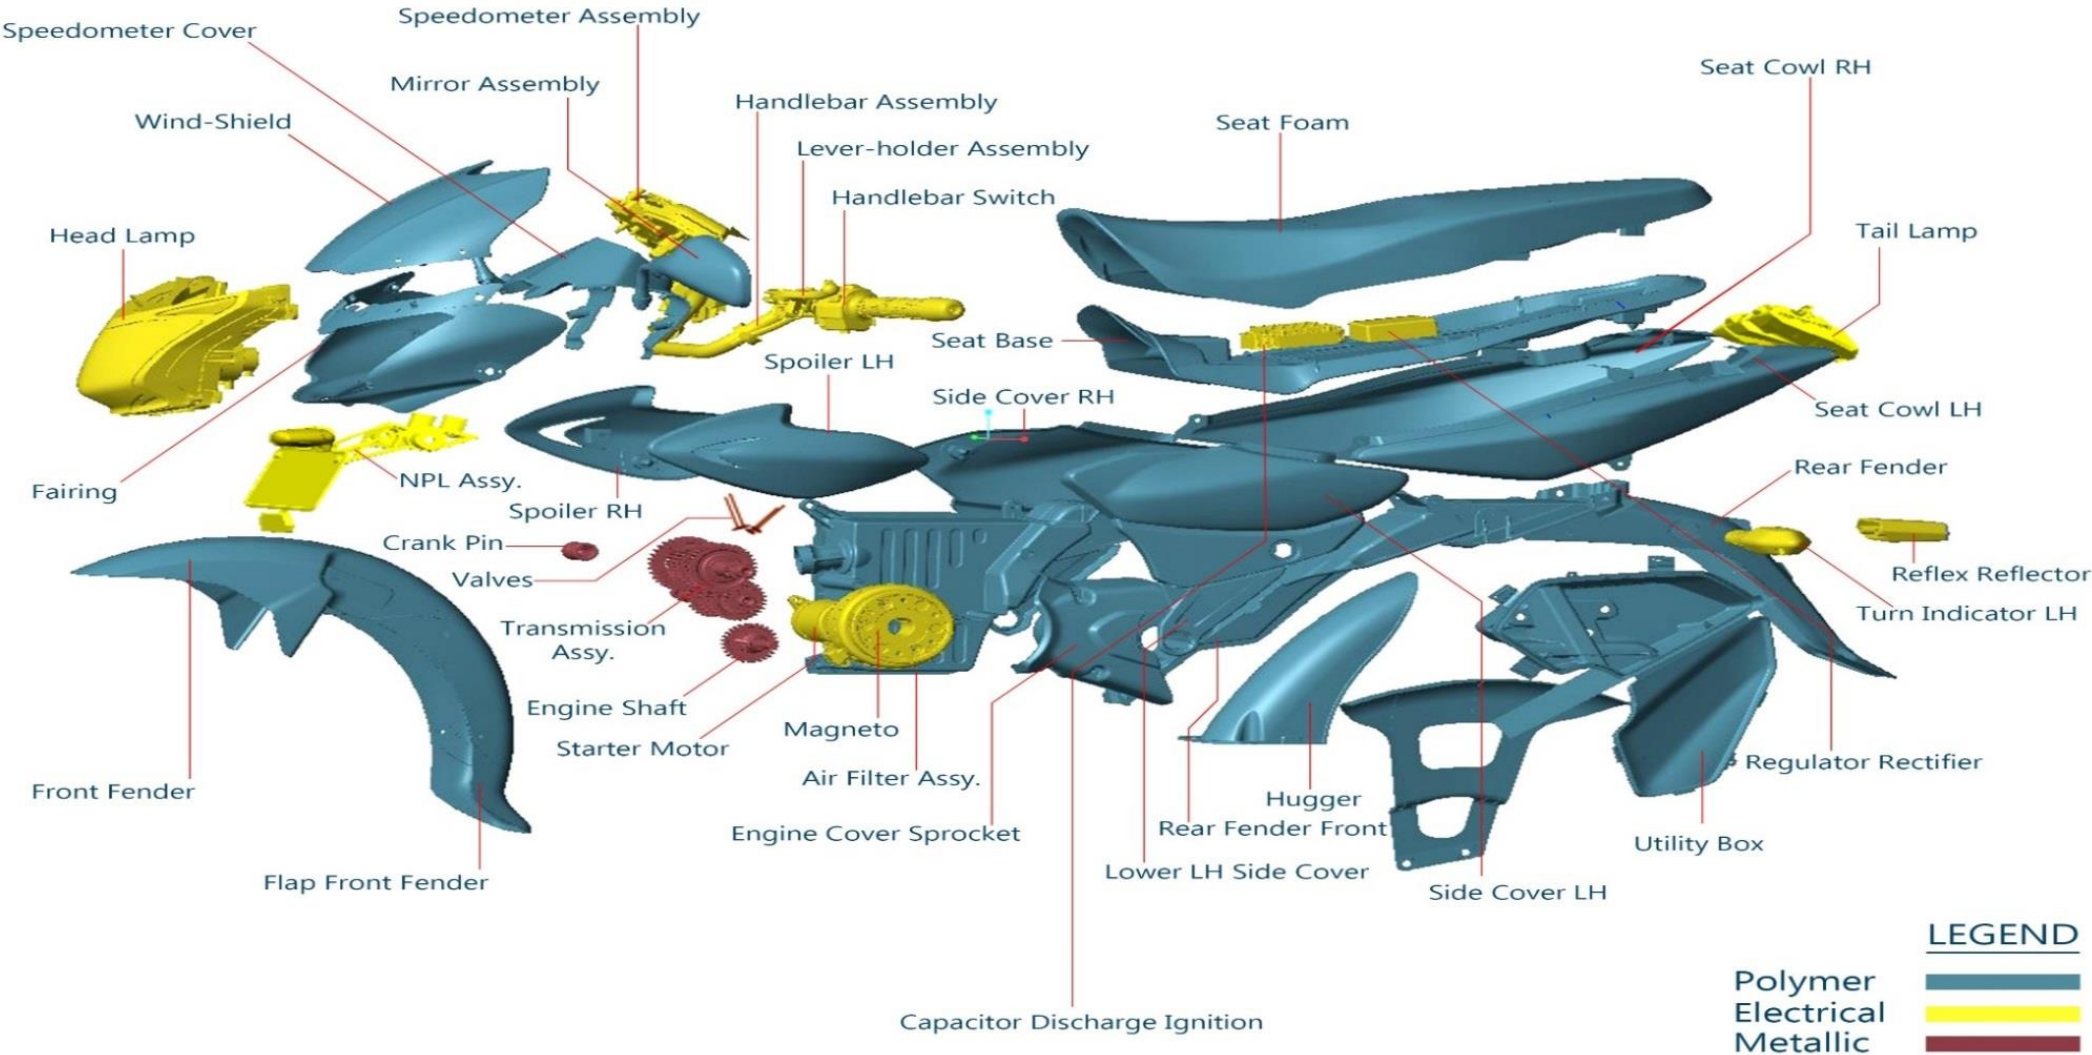 Speedometer Assembly
Speedometer Cover
Seat Cowl RH
Mirror Assembly
Handlebar Assembly
Wind-Shield
Seat Foam
Lever-holder Assembly
Handlebar Switch
Head Lamp
Tail Lamp
Seat Base
Spoiler LH
Side Cover RH
Seat Cowl LH
Rear Fender
NPL Assy.
Fairing
Spoiler RH
Crank Pin
Reflex Reflector
Valves
Turn Indicator LH
Transmission
Assy.
Engine Shaft
Magneto
Starter Motor
Regulator Rectifier
Air Filter Assy.
Front Fender
Hugger
Rear Fender Front
Engine Cover Sprocket
Utility Box
Lower LH Side Cover
Flap Front Fender
Side Cover LH
Capacitor Discharge Ignition
LEGEND
Polymer
Electrical
Metallic